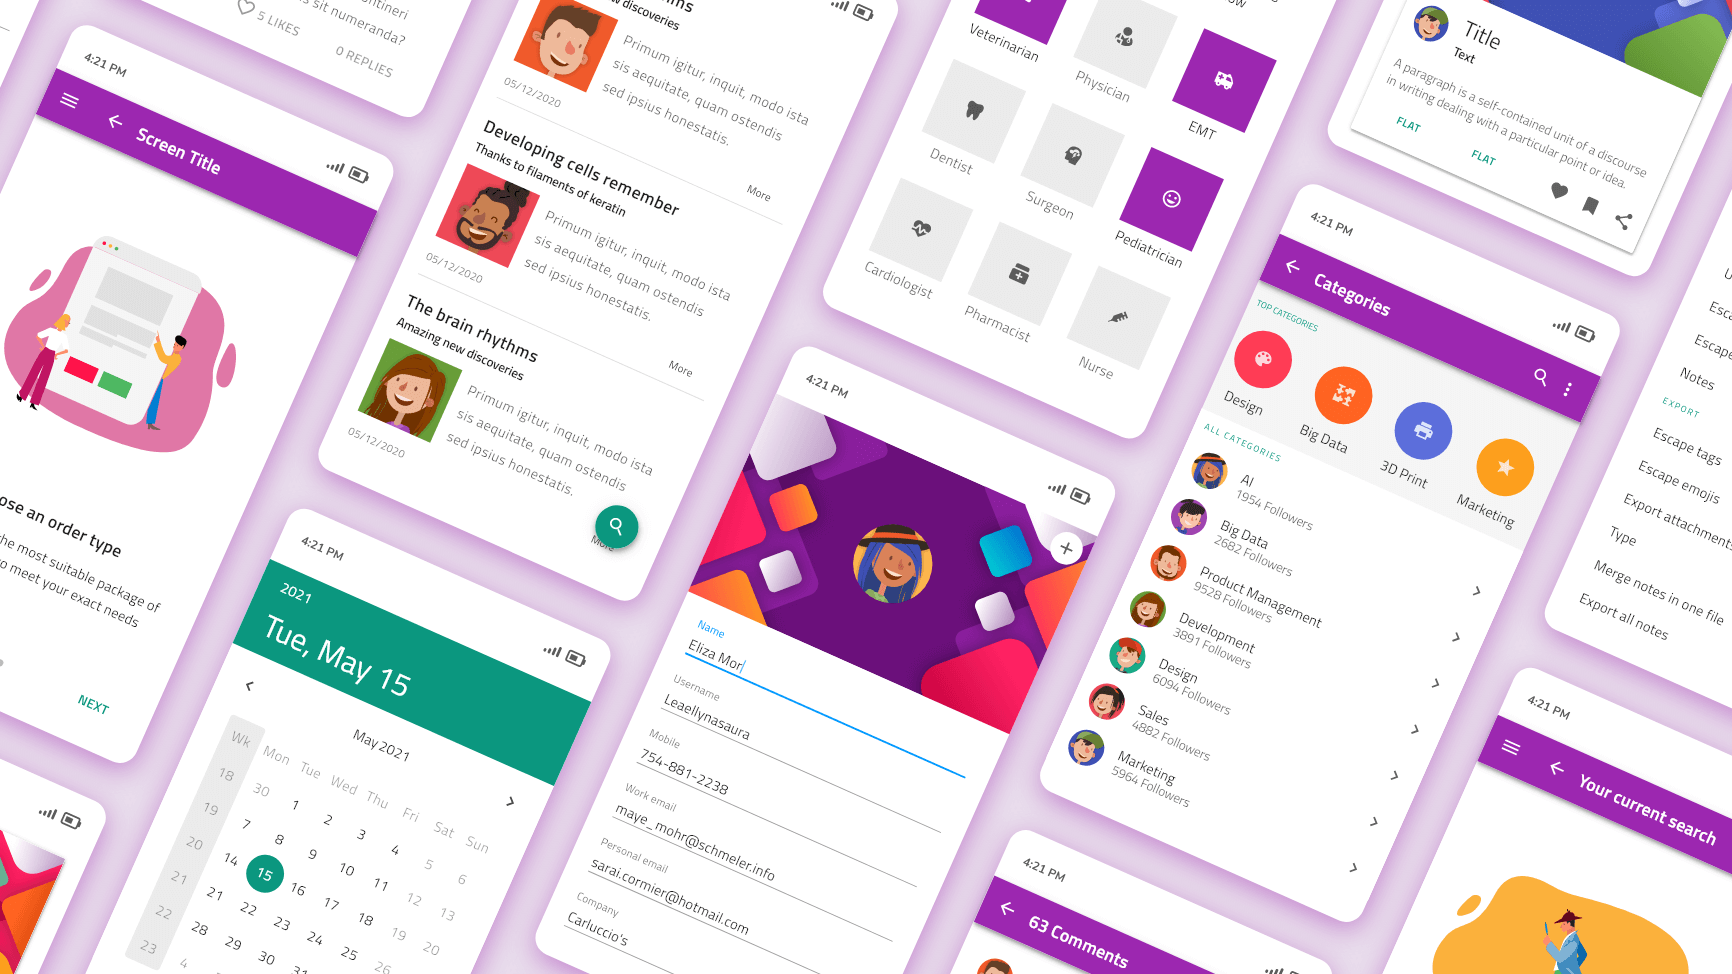 ontineri
s sit numeranda?
5 LIKES
0 REPLIES
4:21 PM
Screen Title
ose an order type
he most suitable package of
o meet your exact needs
NEXT
ms
w discoveries
Primum igitur, inquit, modo ista
sis aequitate, quam ostendis
sed ipsius honestatis.
05/12/2020
More
Developing cells remember
Thanks to filaments of keratin
Primum igitur, inquit, modo ista
sis aequitate, quam ostendis
sed ipsius honestatis.
05/12/2020
More
The brain rhythms
Amazing new discoveries
Primum igitur, inquit, modo ista
sis aequitate, quam ostendis
sed ipsius honestatis.
05/12/2020
More
4:21 PM
2021
Tue, May 15
May 2021
Wk Mon Tue Wed Thu Fri Sat Sun
18 30 1 2 3 4 5 6
19 7 8 9 10 11 12 13
20 14 15 16 17 18 19 20
21 21 22 23 24 25 26
22 28 29 30 31
23 4
Veterinarian
Physician
EMT
Dentist
Surgeon
Pediatrician
Cardiologist
Pharmacist
Nurse
4:21 PM
Name
Eliza Mor
Username
Leaellynasaura
Mobile
754-881-2238
Work email
maye_mohr@schmeler.info
Personal email
sarai.cormier@hotmail.com
Company
Carluccio's
Title
Text
A paragraph is a self-contained unit of a discourse
in writing dealing with a particular point or idea.
FLAT
FLAT
4:21 PM
Categories
TOP CATEGORIES
Design
Big Data
3D Print
Marketing
ALL CATEGORIES
AI
1954 Followers
Big Data
2682 Followers
Product Management
9528 Followers
Development
3891 Followers
Design
6094 Followers
Sales
4882 Followers
Marketing
5964 Followers
4:21 PM
63 Comments
Esca
Escape
Notes
EXPORT
Escape tags
Escape emojis
Export attachments
Type
Merge notes in one file
Export all notes
4:21 PM
Your current search